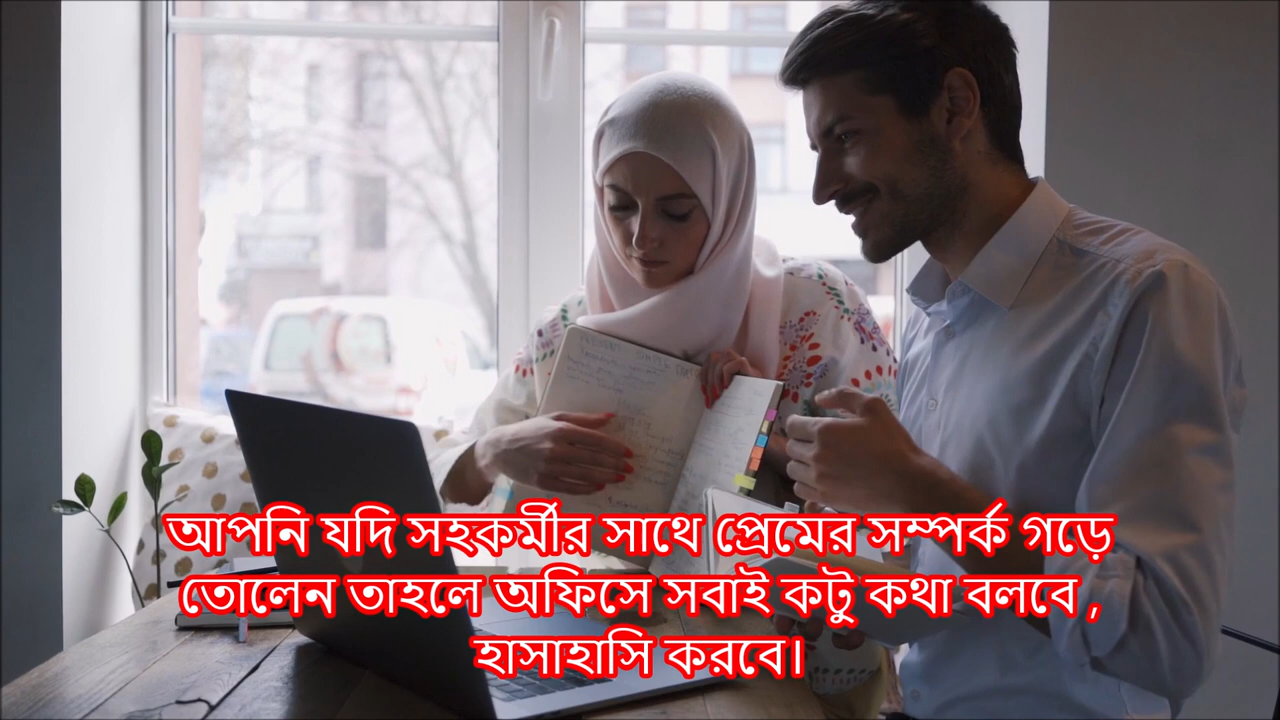 আপনি যদি সহকর্মীর সাথে প্রেমের সম্পর্ক গড়ে
তোলেন তাহলে অফিসে সবাই কটু কথা বলবে ,
হাসাহাসি করবে।